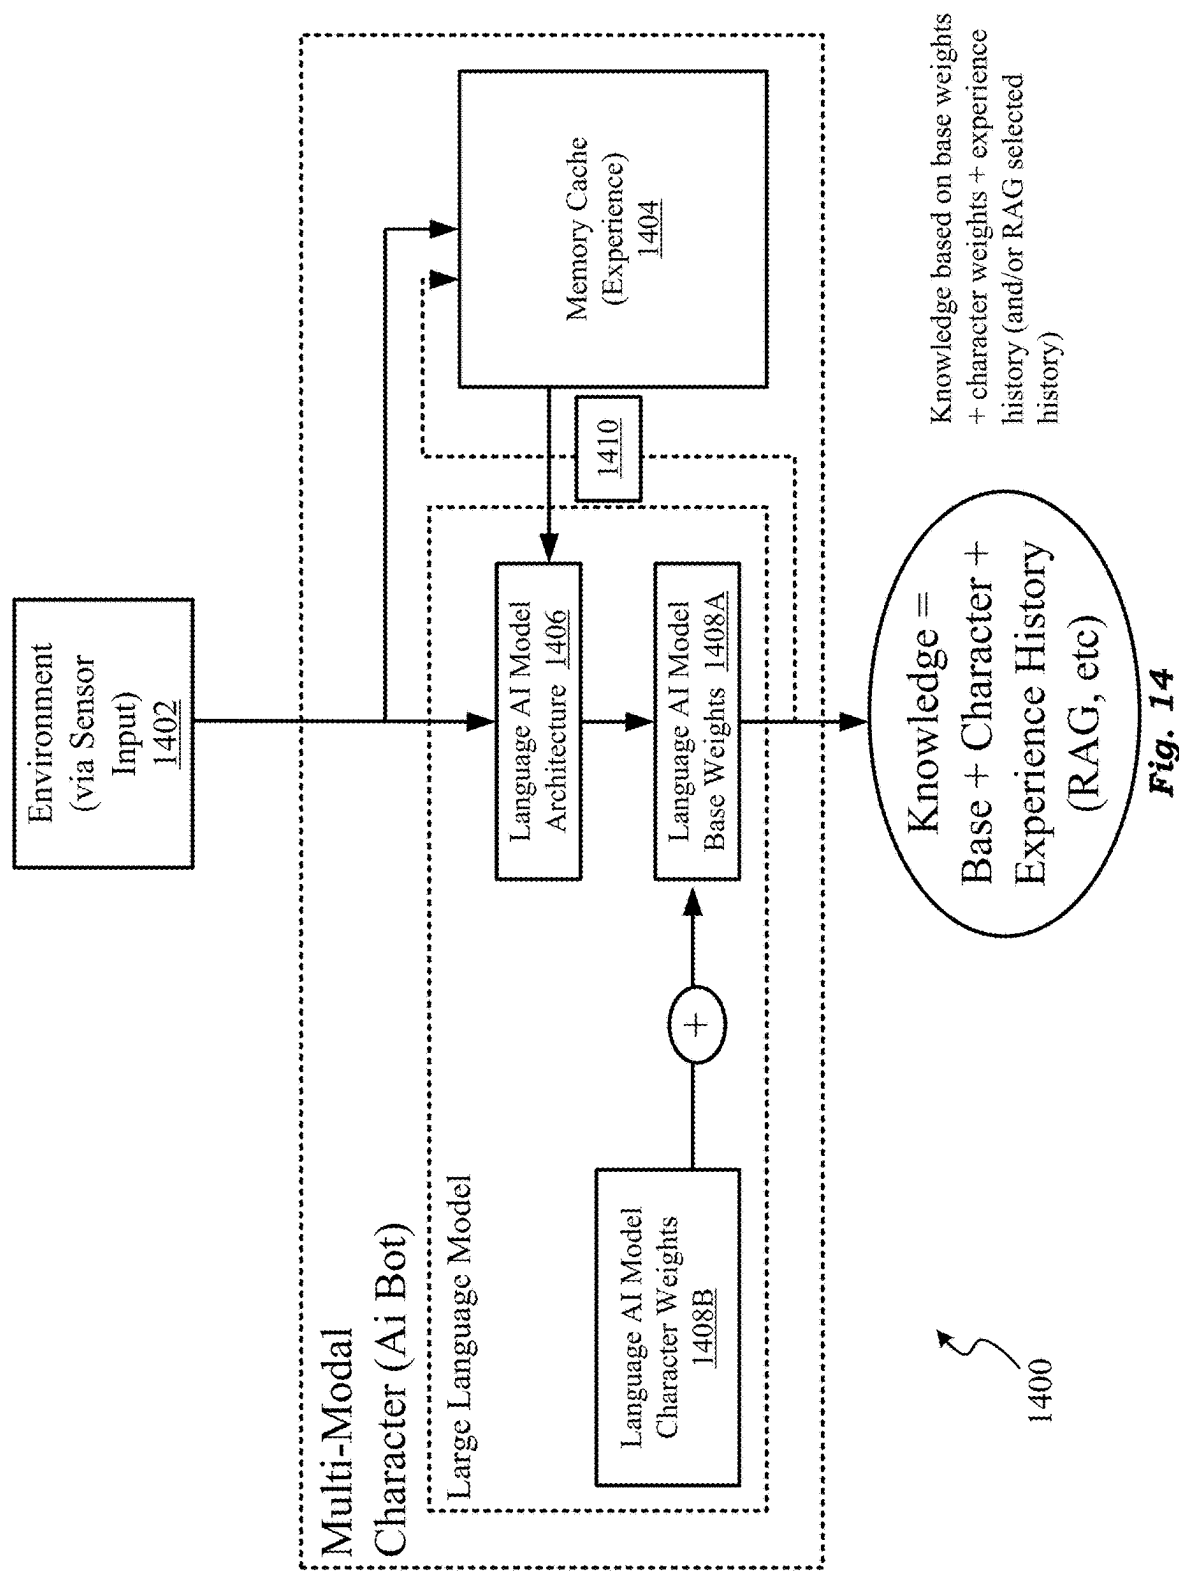 Environment
(via Sensor
Input)
1402
Multi-Modal
Character (Ai Bot)
Large Language Model
Language AI Model
Architecture 1406
Memory Cache
(Experience)
1404
1410
Language AI Model
Base Weights 1408A
+
Language AI Model
Character Weights
1408B
Knowledge =
Base + Character +
Experience History
(RAG, etc)
Knowledge based on base weights
+ character weights + experience
history (and/or RAG selected
history)
1400
Fig. 14